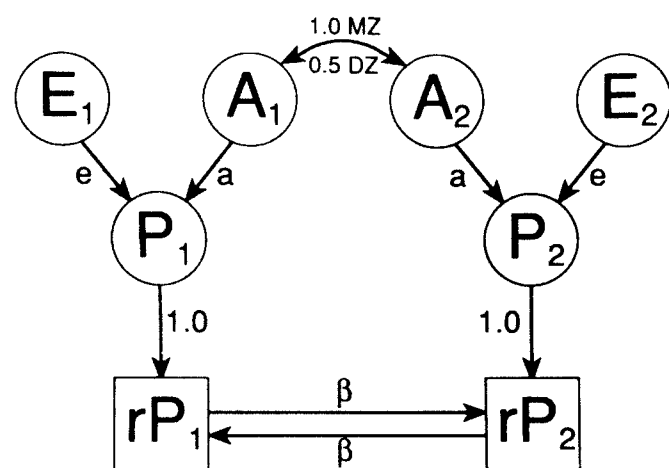 1.0 MZ
0.5 DZ
E₁ A₁ A₂ E₂
e a a e
P₁ P₂
1.0 1.0
β
rP₁ rP₂
β